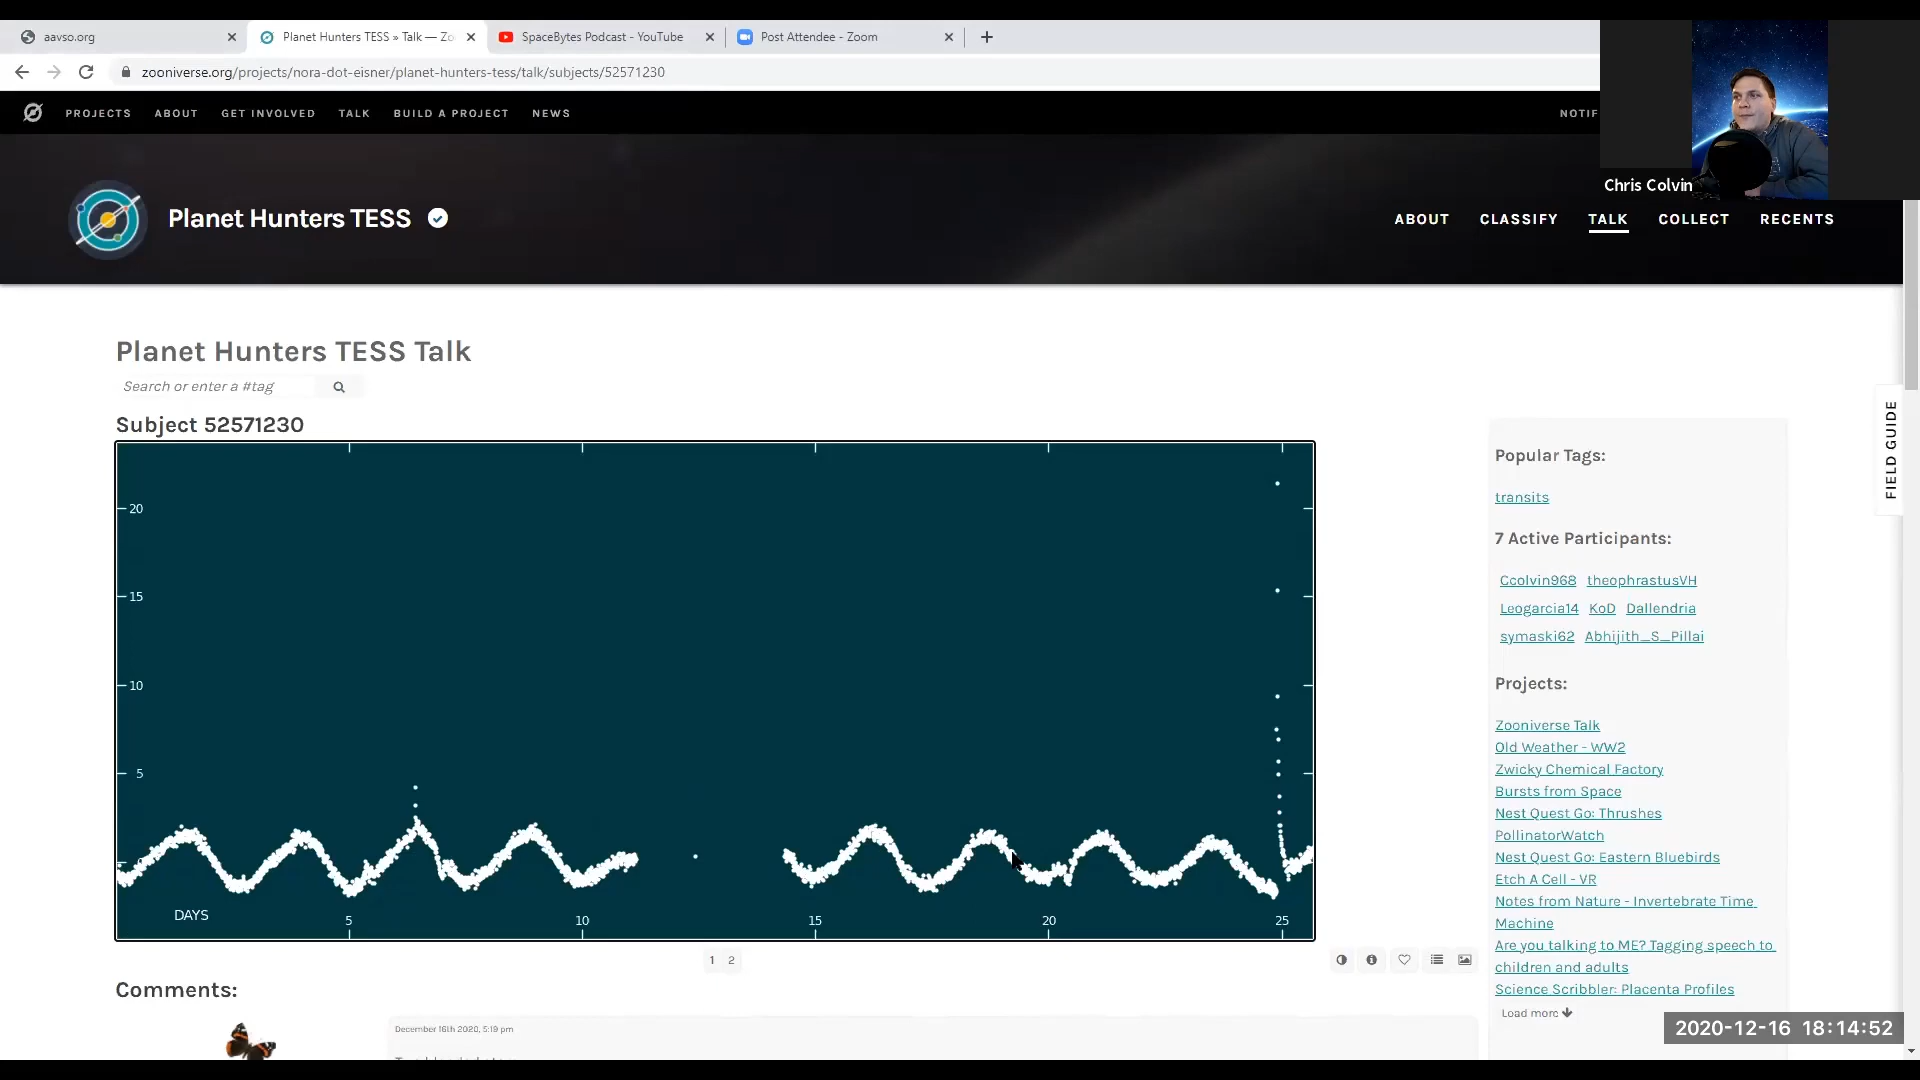 aavso.org
Planet Hunters TESS » Talk — Zo
SpaceBytes Podcast - YouTube
Post Attendee - Zoom
zooniverse.org/projects/nora-dot-eisner/planet-hunters-tess/talk/subjects/52571230
PROJECTS ABOUT GET INVOLVED TALK BUILD A PROJECT NEWS
NOTIF
Chris Colvin
Planet Hunters TESS
ABOUT CLASSIFY TALK COLLECT RECENTS
Planet Hunters TESS Talk
Search or enter a #tag
Subject 52571230
20
15
10
5
0
DAYS
5 10 15 20 25
1 2
Comments:
December 16th 2020, 5:19 pm
Popular Tags:
transits
7 Active Participants:
Ccolvin968 theophrastusVH
Leogarcia14 KoD Dallendria
symaski62 Abhijith_S_Pillai
Projects:
Zooniverse Talk
Old Weather - WW2
Zwicky Chemical Factory
Bursts from Space
Nest Quest Go: Thrushes
PollinatorWatch
Nest Quest Go: Eastern Bluebirds
Etch A Cell - VR
Notes from Nature - Invertebrate Time
Machine
Are you talking to ME? Tagging speech to
children and adults
Science Scribbler: Placenta Profiles
Load more
FIELD GUIDE
2020-12-16 18:14:52